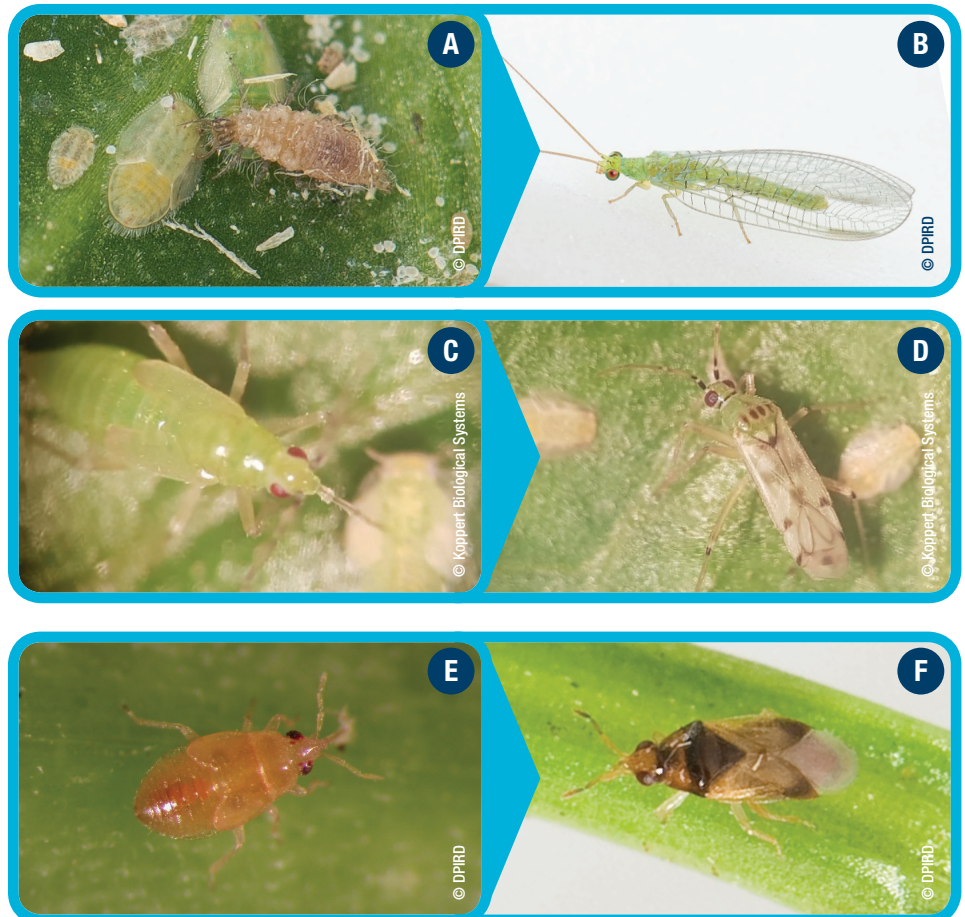 A
© DPIRD
B
© DPIRD
C
© Koppert Biological Systems
D
© Koppert Biological Systems
E
© DPIRD
F
© DPIRD